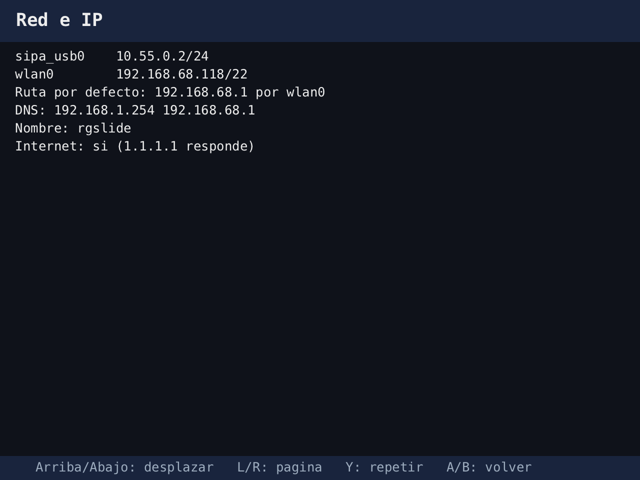 Red e IP
sipa_usb0    10.55.0.2/24
wlan0        192.168.68.118/22
Ruta por defecto: 192.168.68.1 por wlan0
DNS: 192.168.1.254 192.168.68.1
Nombre: rgslide
Internet: si (1.1.1.1 responde)
Arriba/Abajo: desplazar   L/R: pagina   Y: repetir   A/B: volver